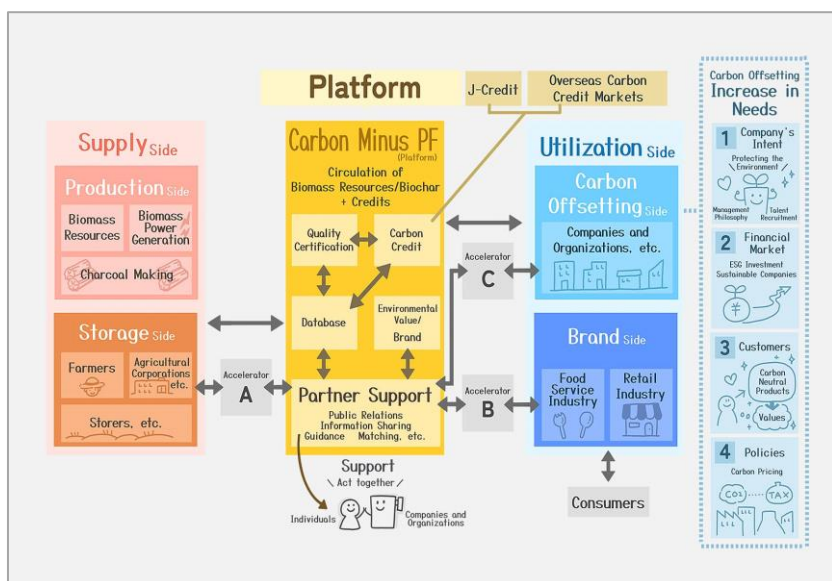 Platform
J-Credit
Overseas Carbon
Credit Markets
Supply Side
Production Side
Biomass
Resources
Biomass
Power
Generation
Charcoal Making
Storage Side
Farmers
Agricultural
Corporations
etc.
Storers, etc.
Accelerator
A
Carbon Minus PF
(Platform)
Circulation of
Biomass Resources/Biochar
+ Credits
Quality
Certification
Carbon
Credit
Database
Environmental
Value/
Brand
Partner Support
Public Relations
Information Sharing
Guidance Matching, etc.
Support
\ Act together /
Individuals
Companies and
Organizations
Accelerator
C
Accelerator
B
Utilization Side
Carbon
Offsetting Side
Companies and
Organizations, etc.
Brand Side
Food
Service
Industry
Retail
Industry
Consumers
Carbon Offsetting
Increase in
Needs
1 Company's
Intent
Protecting the
\ Environment /
Management
Philosophy
Talent
Recruitment
2 Financial
Market
ESG Investment
Sustainable Companies
¥
3 Customers
Carbon
Neutral
Products
Values
4 Policies
Carbon Pricing
CO2 ..... TAX